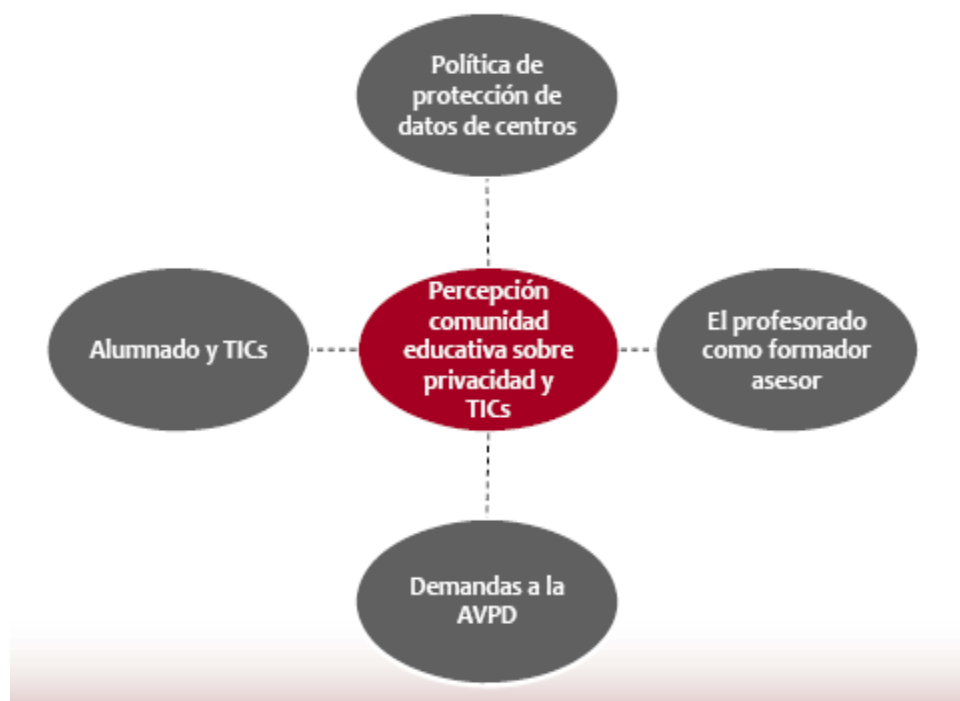 Política de
protección de
datos de centros
Alumnado y TICs
Percepción
comunidad
educativa sobre
privacidad y
TICs
El profesorado
como formador
asesor
Demandas a la
AVPD